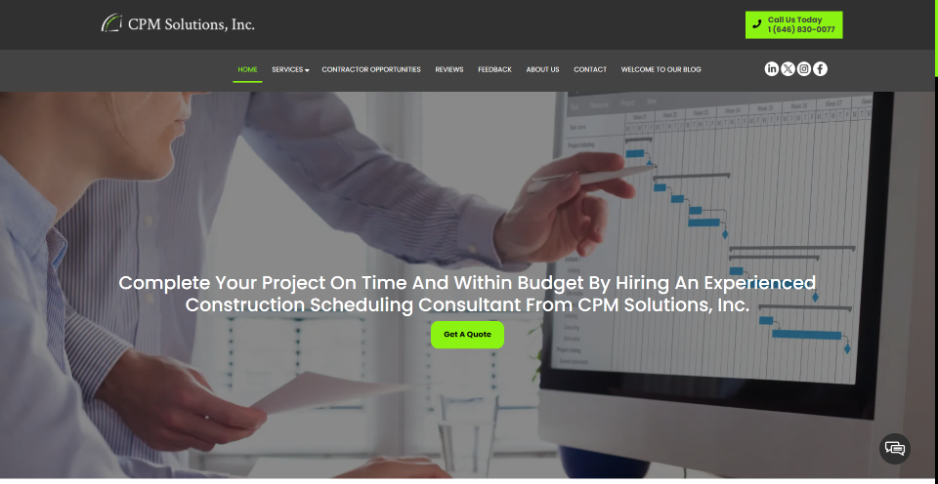 CPM Solutions, Inc.
Call Us Today
1 (646) 830-0077
HOME SERVICES CONTRACTOR OPPORTUNITIES REVIEWS FEEDBACK ABOUT US CONTACT WELCOME TO OUR BLOG
Complete Your Project On Time And Within Budget By Hiring An Experienced
Construction Scheduling Consultant From CPM Solutions, Inc.
Get A Quote